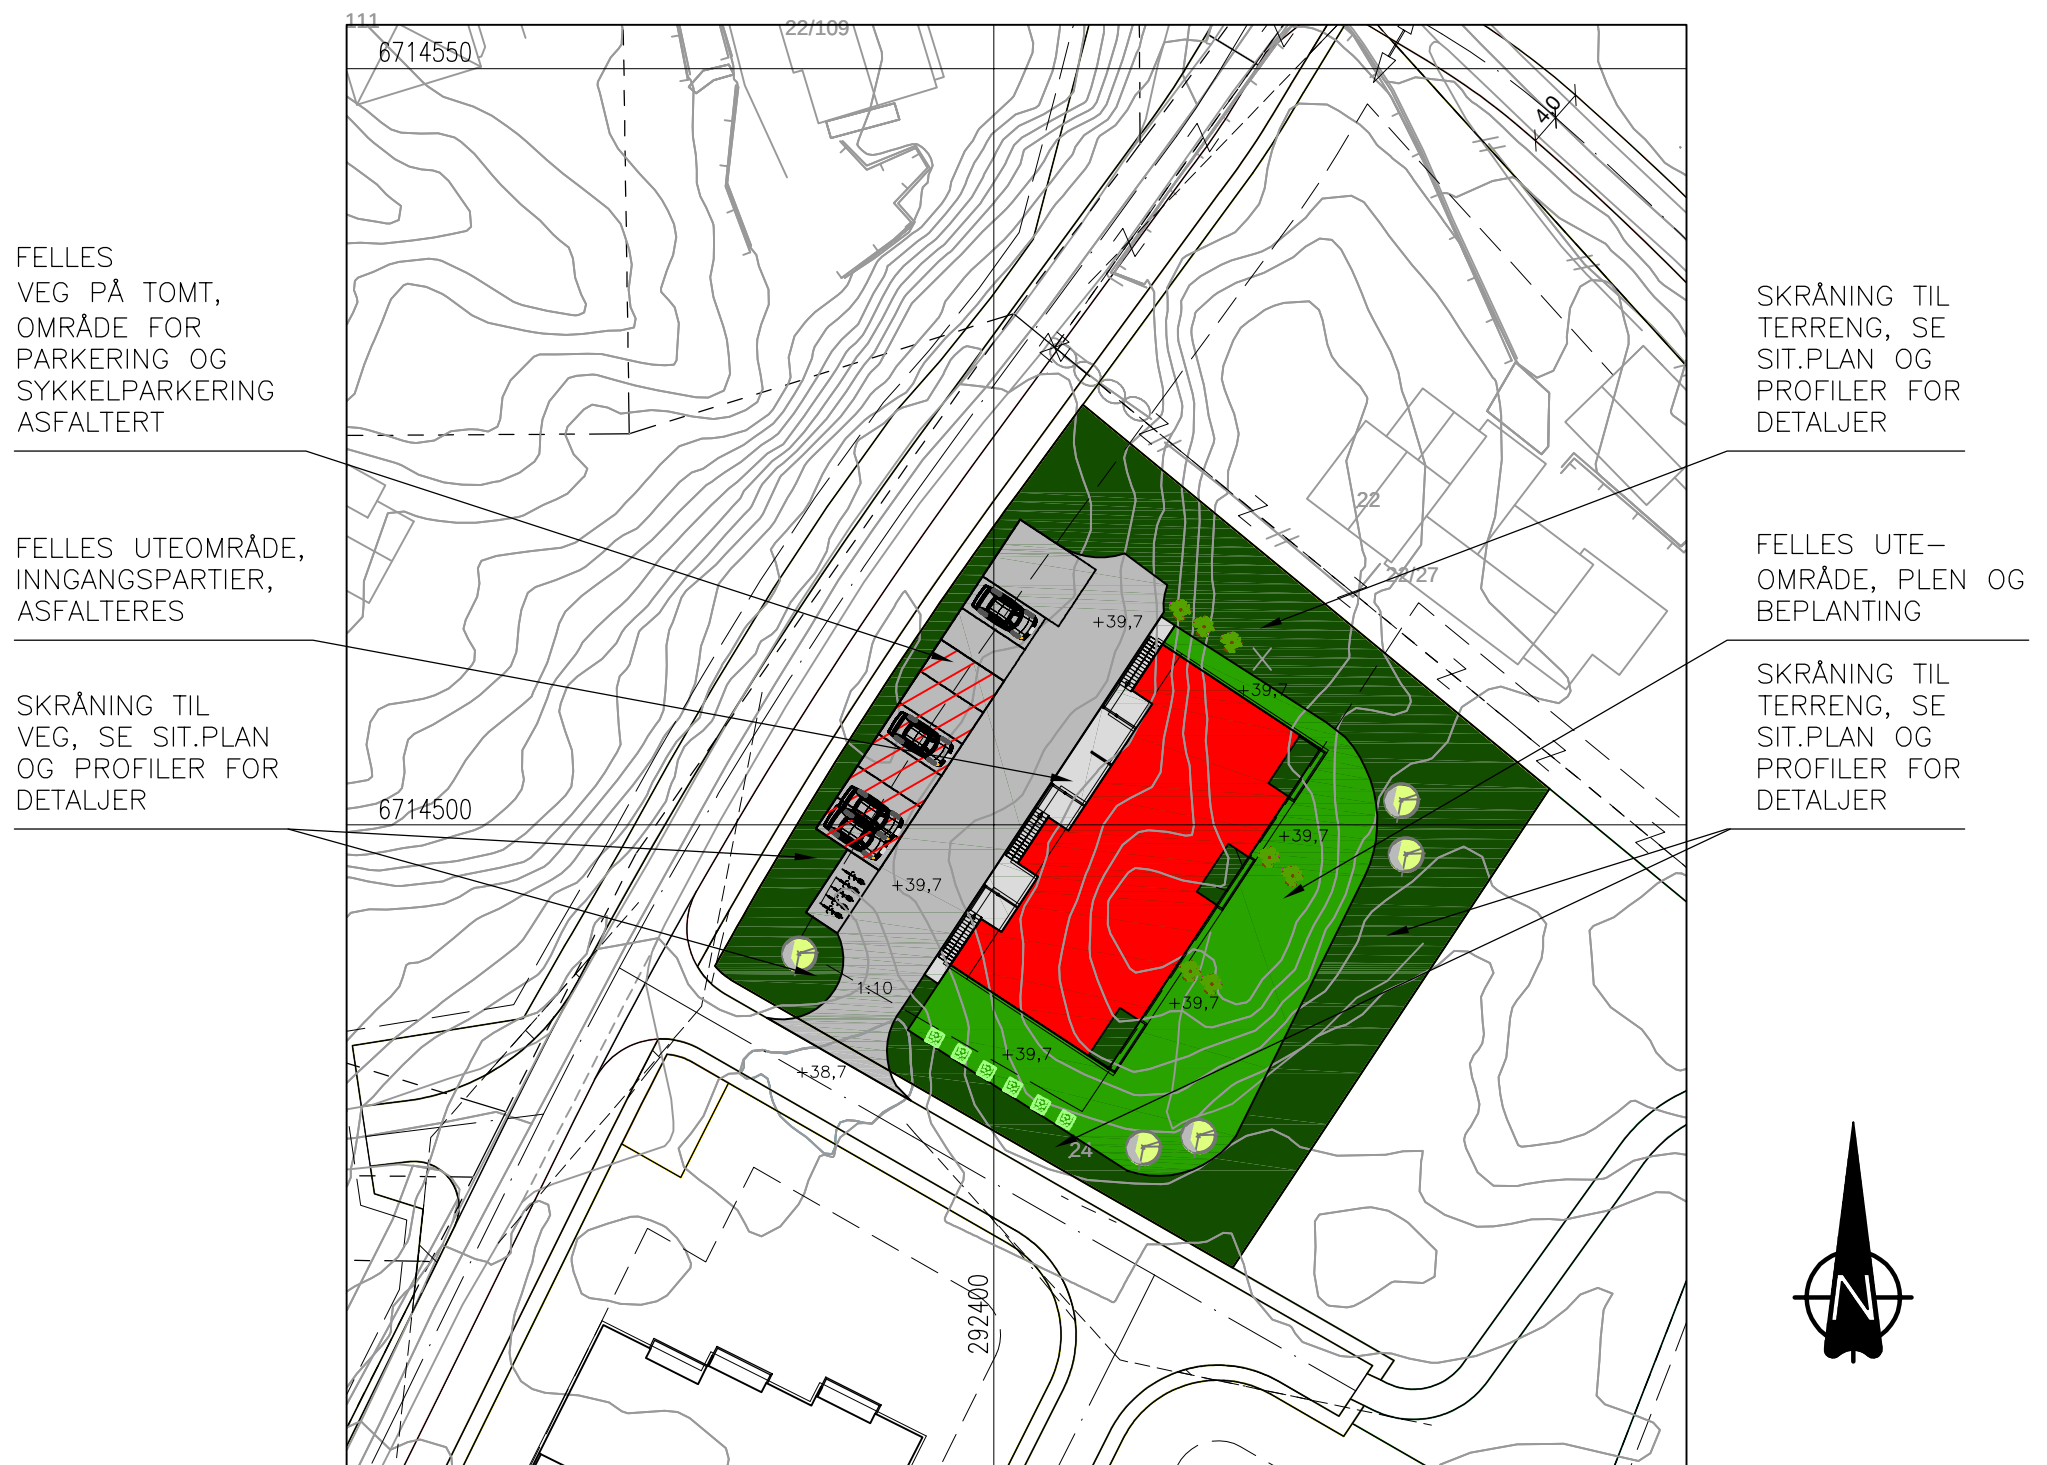 111
22/109
6714550
40
FELLES
VEG PÅ TOMT,
OMRÅDE FOR
PARKERING OG
SYKKELPARKERING
ASFALTERT
FELLES UTEOMRÅDE,
INNGANGSPARTIER,
ASFALTERES
SKRÅNING TIL
VEG, SE SIT.PLAN
OG PROFILER FOR
DETALJER
6714500
SKRÅNING TIL
TERRENG, SE
SIT.PLAN OG
PROFILER FOR
DETALJER
FELLES UTE–
OMRÅDE, PLEN OG
BEPLANTING
SKRÅNING TIL
TERRENG, SE
SIT.PLAN OG
PROFILER FOR
DETALJER
22
22/27
+39,7
+39,7
+39,7
+39,7
1:10
+39,7
+39,7
+38,7
24
292400
N